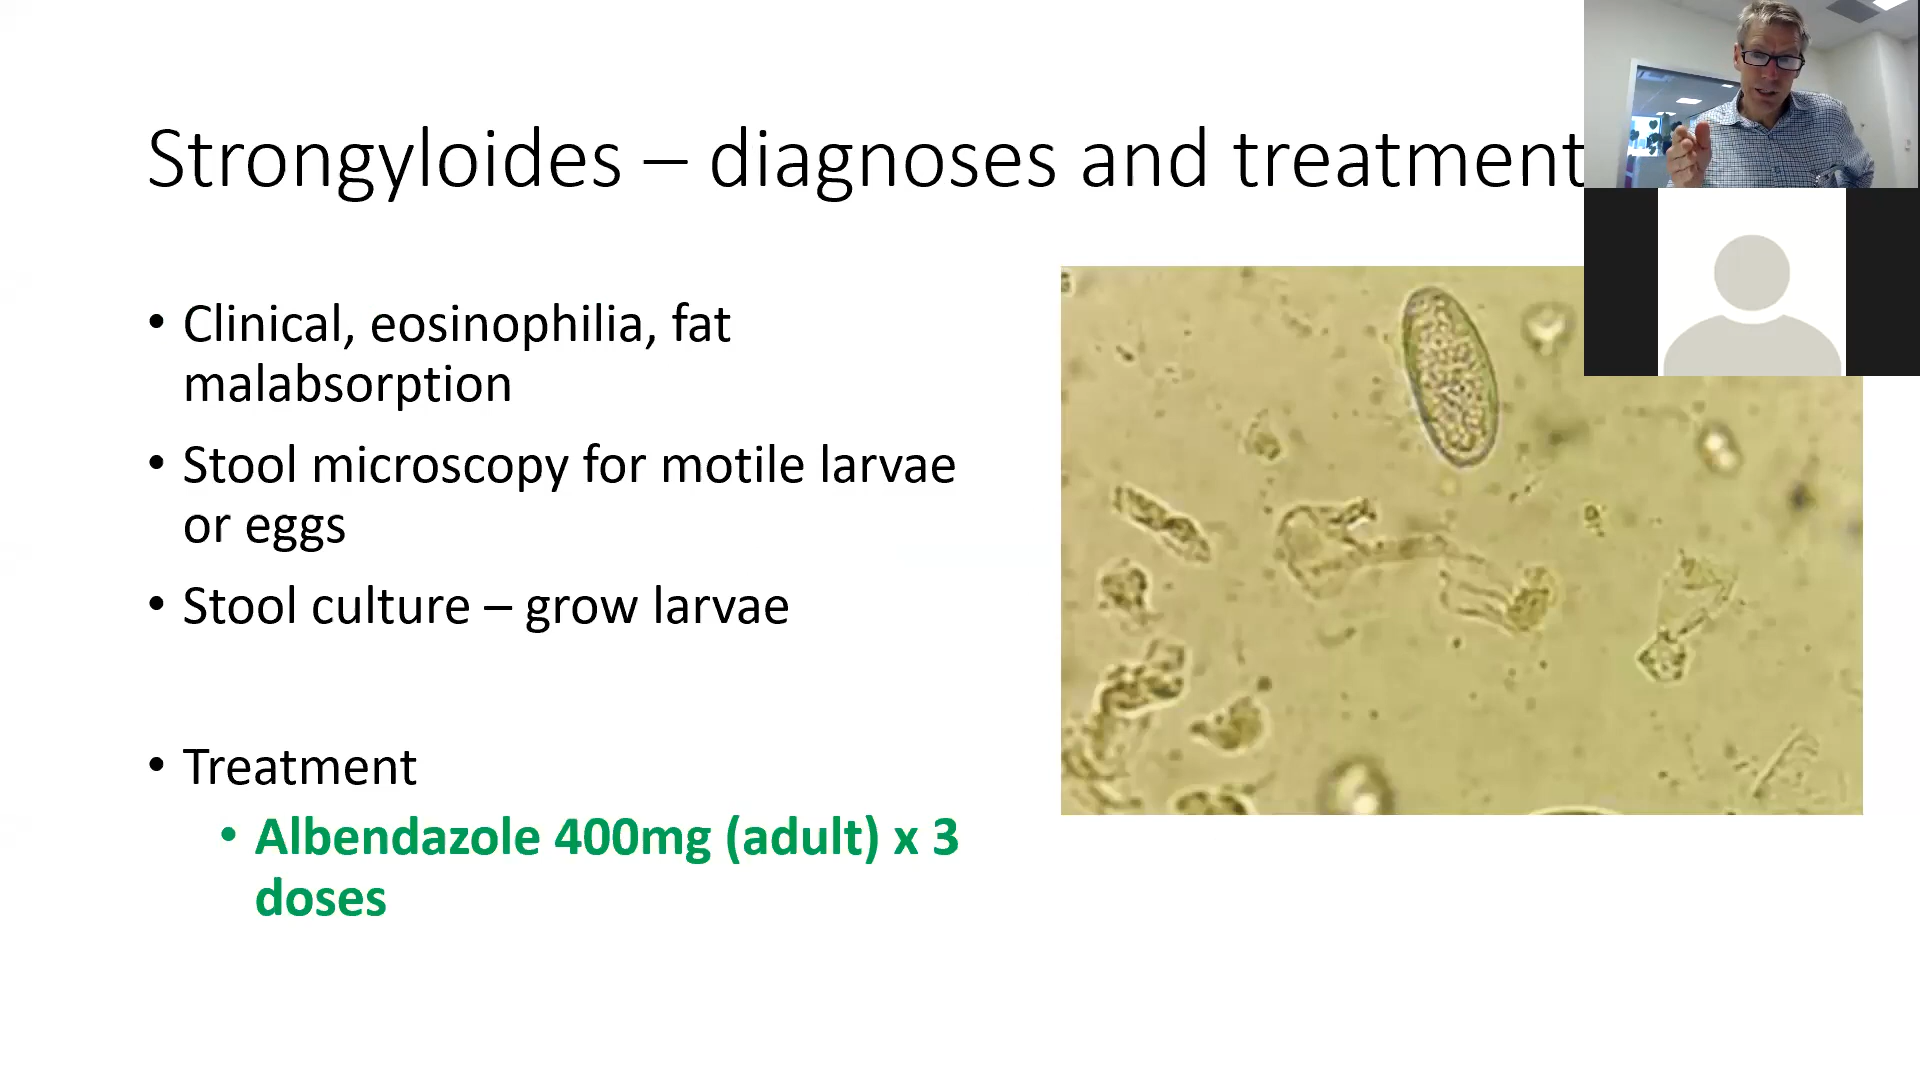 Strongyloides – diagnoses and treatment
• Clinical, eosinophilia, fat
malabsorption
• Stool microscopy for motile larvae
or eggs
• Stool culture – grow larvae
• Treatment
• Albendazole 400mg (adult) x 3
doses